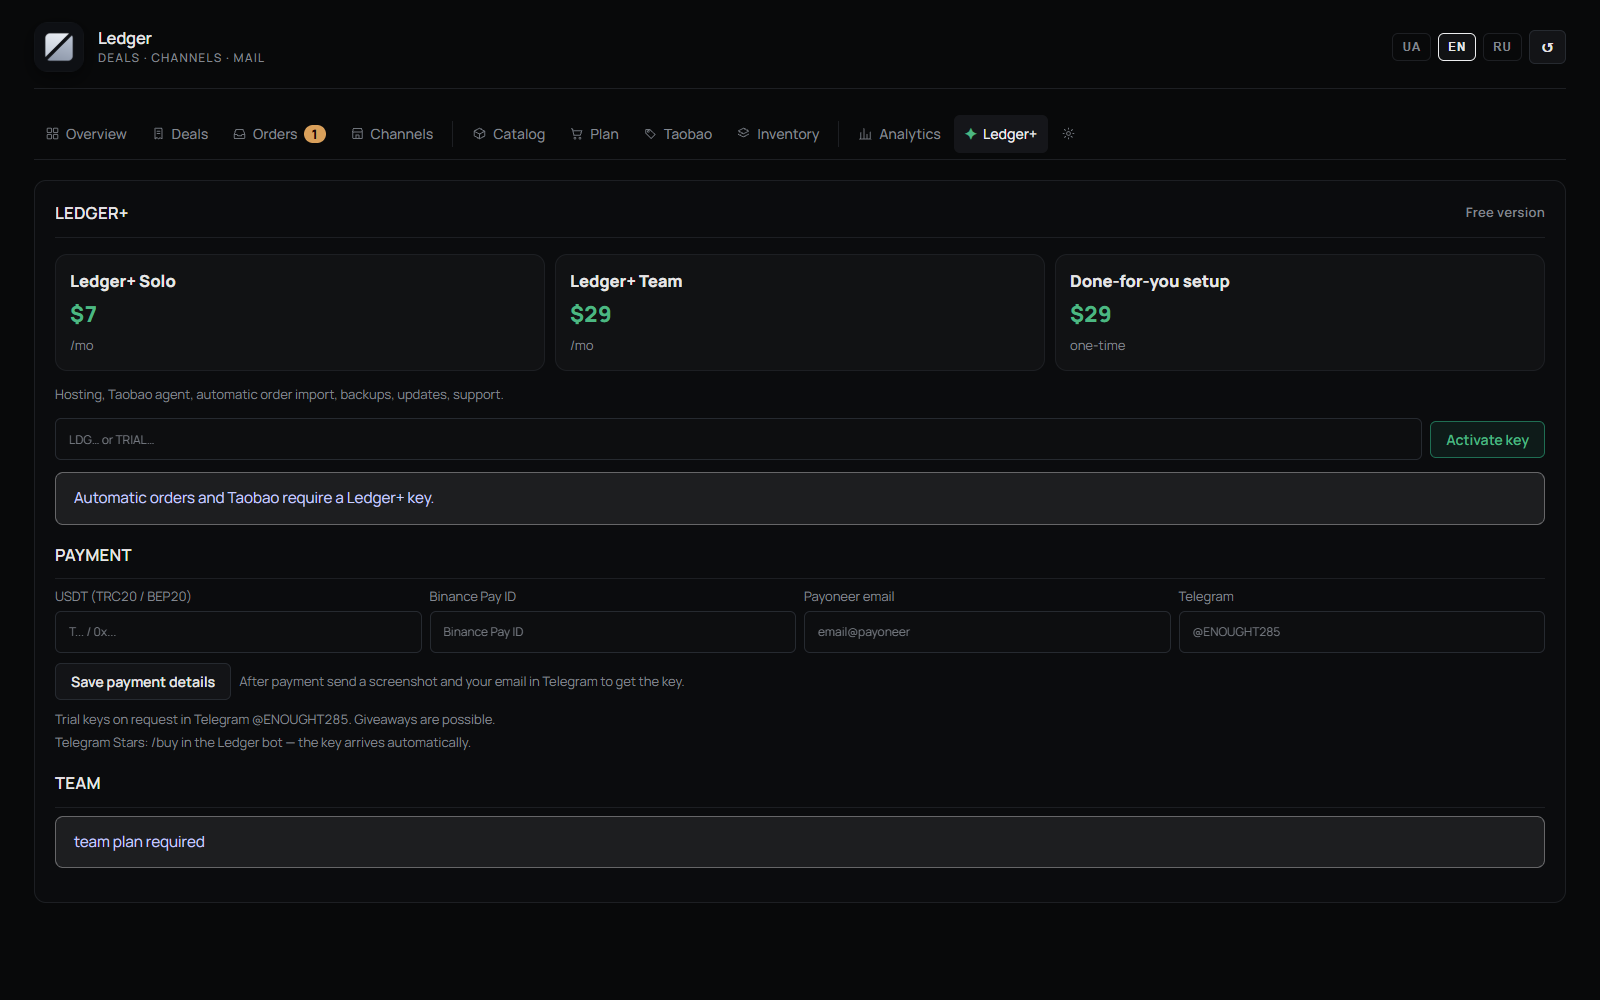 Ledger
DEALS · CHANNELS · MAIL
UA
EN
RU
Overview
Deals
Orders 1
Channels
Catalog
Plan
Taobao
Inventory
Analytics
Ledger+
LEDGER+
Free version
Ledger+ Solo
$7
/mo
Ledger+ Team
$29
/mo
Done-for-you setup
$29
one-time
Hosting, Taobao agent, automatic order import, backups, updates, support.
LDG... or TRIAL...
Activate key
Automatic orders and Taobao require a Ledger+ key.
PAYMENT
USDT (TRC20 / BEP20)
Binance Pay ID
Payoneer email
Telegram
T... / 0x...
Binance Pay ID
email@payoneer
@ENOUGHT285
Save payment details
After payment send a screenshot and your email in Telegram to get the key.
Trial keys on request in Telegram @ENOUGHT285. Giveaways are possible.
Telegram Stars: /buy in the Ledger bot — the key arrives automatically.
TEAM
team plan required